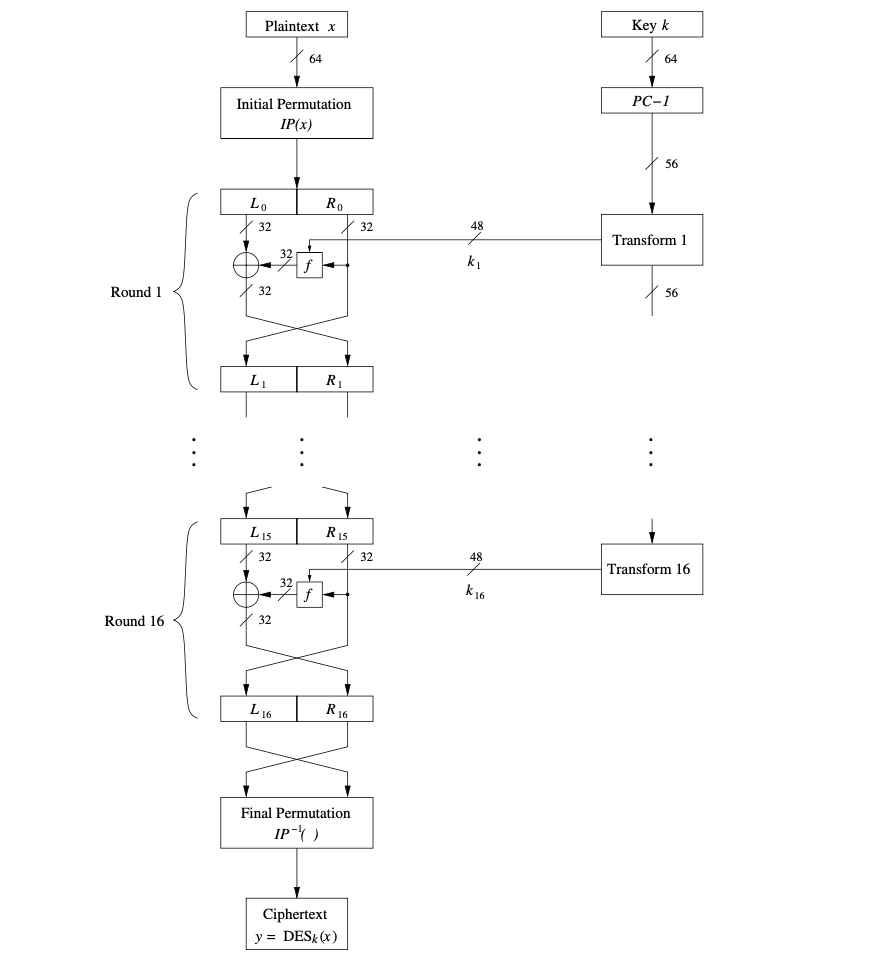 Plaintext x
Key k
64
64
Initial Permutation
IP(x)
PC−1
56
L0
R0
32
32
48
Transform 1
32
f
k1
32
56
Round 1
L1
R1
L15
R15
32
32
48
Transform 16
32
f
k16
32
Round 16
L16
R16
Final Permutation
IP−1( )
Ciphertext
y = DESk(x)